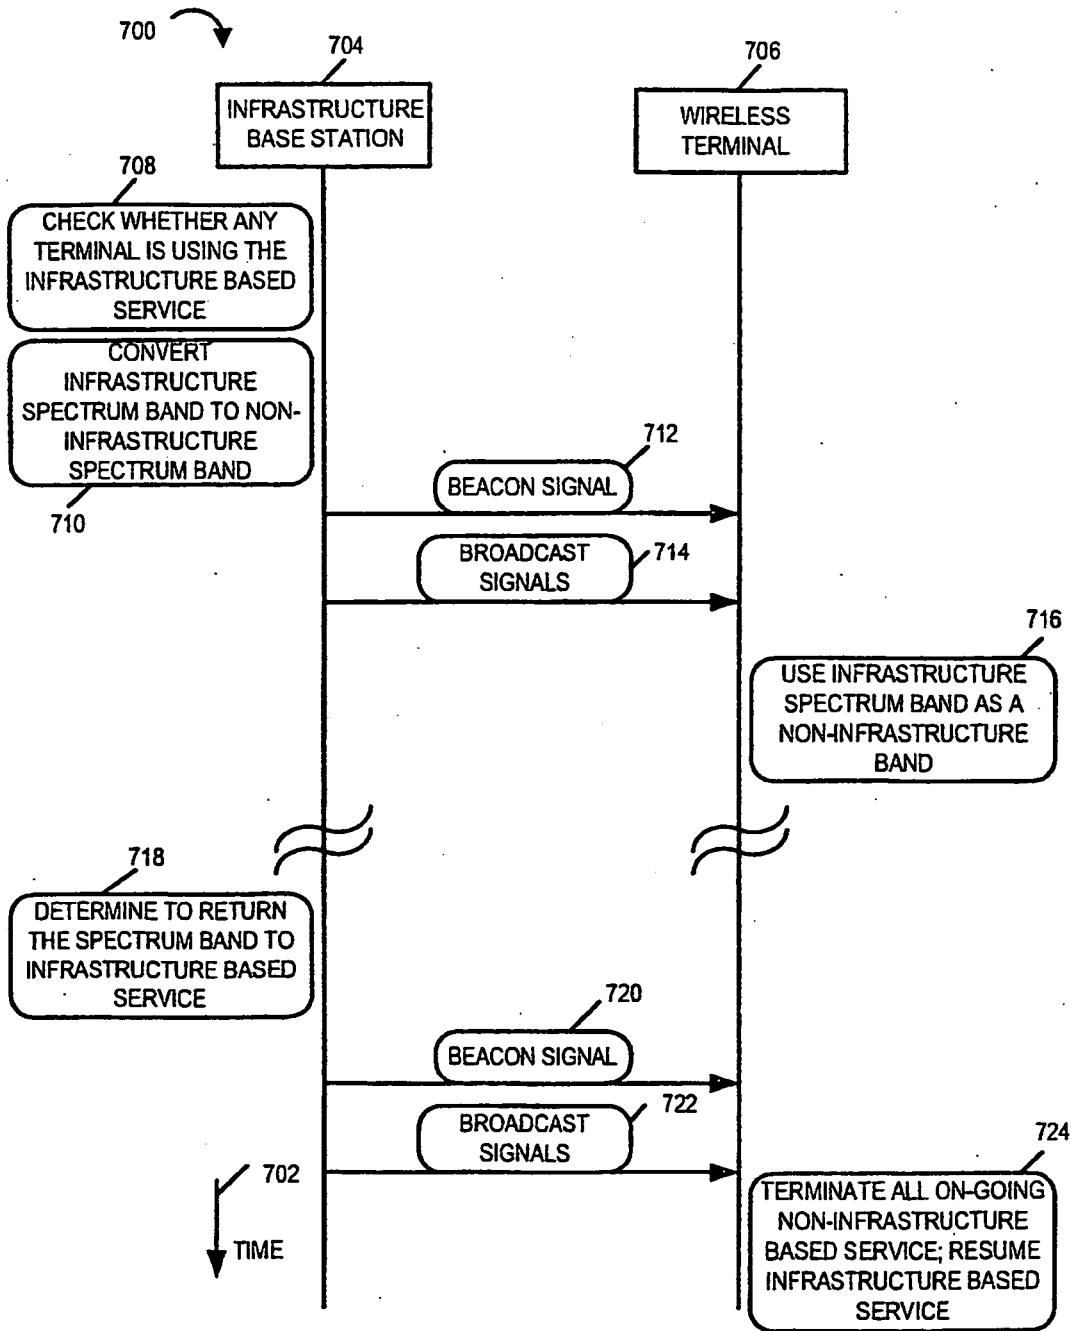 700
704
706
INFRASTRUCTURE
BASE STATION
WIRELESS
TERMINAL
708
CHECK WHETHER ANY
TERMINAL IS USING THE
INFRASTRUCTURE BASED
SERVICE
CONVERT
INFRASTRUCTURE
SPECTRUM BAND TO NON-
INFRASTRUCTURE
SPECTRUM BAND
710
712
BEACON SIGNAL
BROADCAST
SIGNALS
714
716
USE INFRASTRUCTURE
SPECTRUM BAND AS A
NON-INFRASTRUCTURE
BAND
718
DETERMINE TO RETURN
THE SPECTRUM BAND TO
INFRASTRUCTURE BASED
SERVICE
720
BEACON SIGNAL
BROADCAST
SIGNALS
722
702
TIME
724
TERMINATE ALL ON-GOING
NON-INFRASTRUCTURE
BASED SERVICE; RESUME
INFRASTRUCTURE BASED
SERVICE